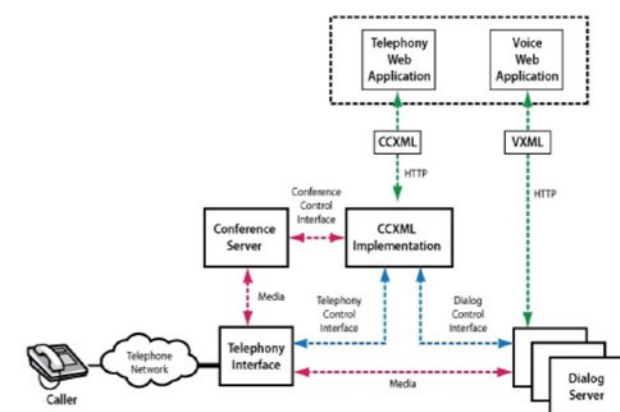 Telephony
Web
Application
Voice
Web
Application
CCXML
VXML
HTTP
HTTP
Conference
Control
Interface
Conference
Server
CCXML
Implementation
Media
Telephony
Control
Interface
Dialog
Control
Interface
Telephone
Network
Telephony
Interface
Media
Dialog
Server
Caller